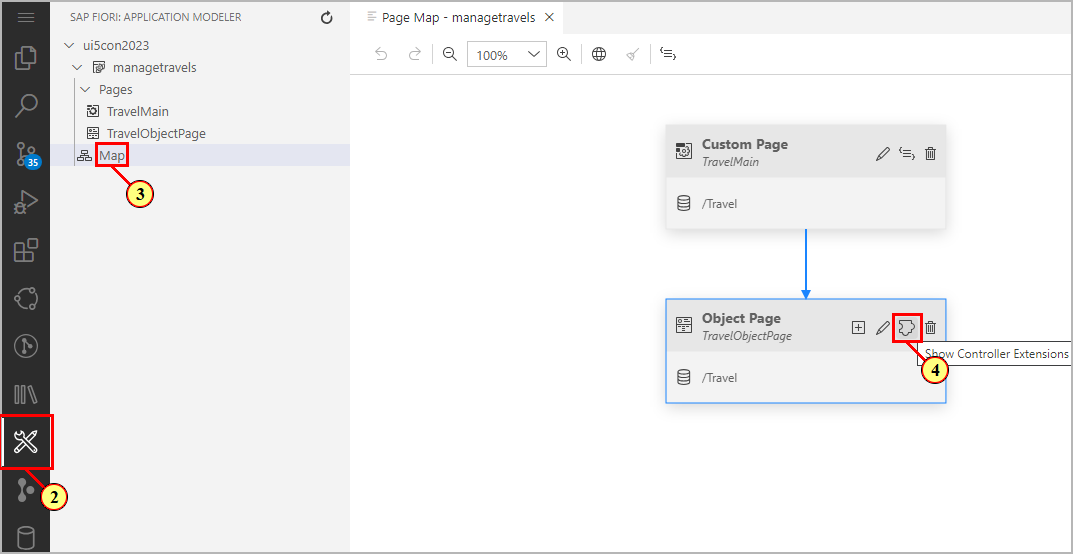 SAP FIORI: APPLICATION MODELER
ui5con2023
managetravels
Pages
TravelMain
TravelObjectPage
Map
3
35
2
Page Map - managetravels
100%
Custom Page
TravelMain
/Travel
Object Page
TravelObjectPage
Show Controller Extensions
4
/Travel